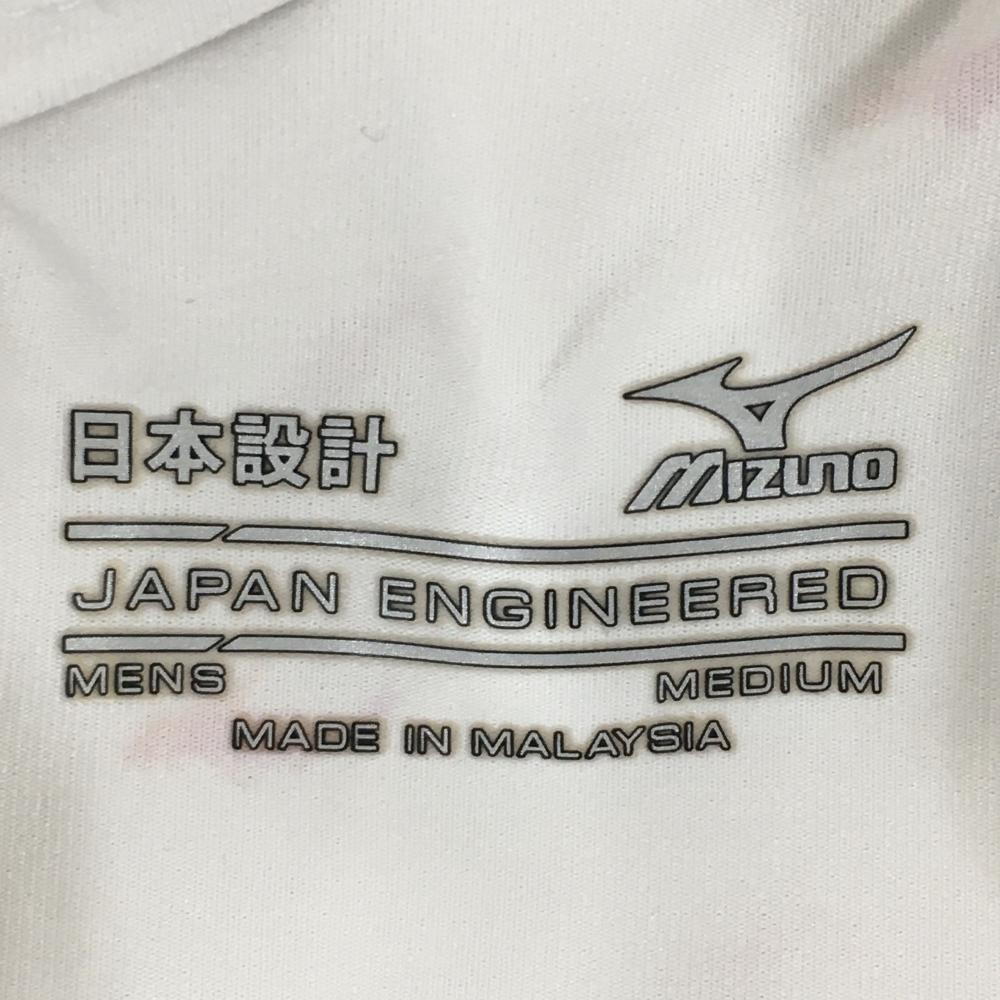 日本設計
MIZUNO
JAPAN ENGINEERED
MENS MEDIUM
MADE IN MALAYSIA